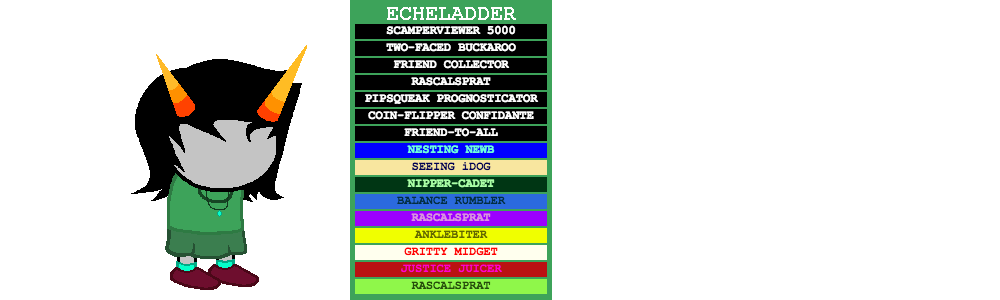 ECHELADDER
SCAMPERVIEWER 5000
TWO-FACED BUCKAROO
FRIEND COLLECTOR
RASCALSPRAT
PIPSQUEAK PROGNOSTICATOR
COIN-FLIPPER CONFIDANTE
FRIEND-TO-ALL
NESTING NEWB
SEEING iDOG
NIPPER-CADET
BALANCE RUMBLER
RASCALSPRAT
ANKLEBITER
GRITTY MIDGET
JUSTICE JUICER
RASCALSPRAT